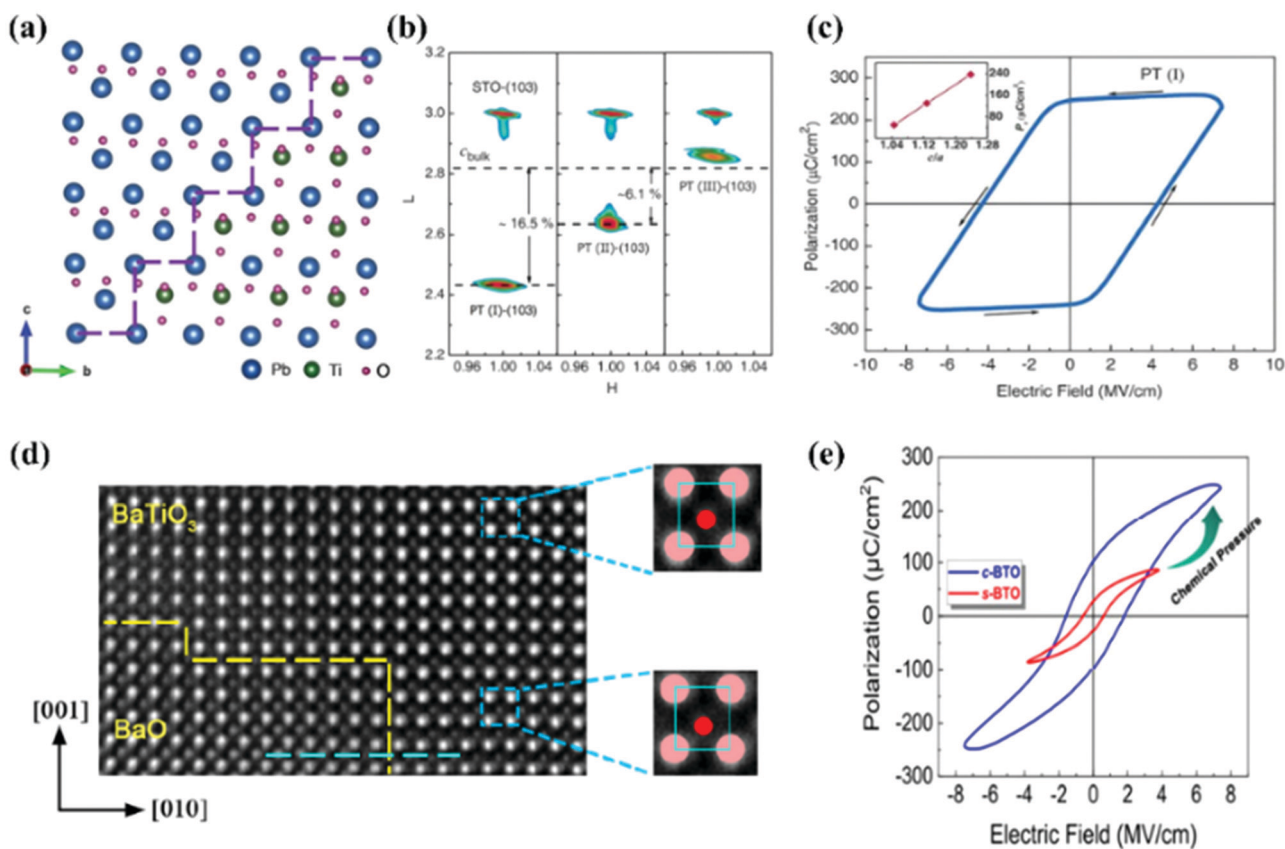 (a)
c
b
Pb
Ti
O
(b)
3.2
3.0
2.8
2.6
2.4
2.2
L
STO-(103)
c bulk
~ 16.5 %
~6.1 %
PT (I)-(103)
PT (II)-(103)
PT (III)-(103)
0.96 1.00 1.04 0.96 1.00 1.04 0.96 1.00 1.04
H
(c)
300
200
100
0
-100
-200
-300
Polarization (μC/cm²)
PT (I)
240
160
80
Pr (μC/cm²)
1.04 1.12 1.20 1.28
c/a
-10 -8 -6 -4 -2 0 2 4 6 8 10
Electric Field (MV/cm)
(d)
BaTiO₃
BaO
[001]
[010]
(e)
300
200
100
0
-100
-200
-300
Polarization (μC/cm²)
c-BTO
s-BTO
Chemical Pressure
-8 -6 -4 -2 0 2 4 6 8
Electric Field (MV/cm)